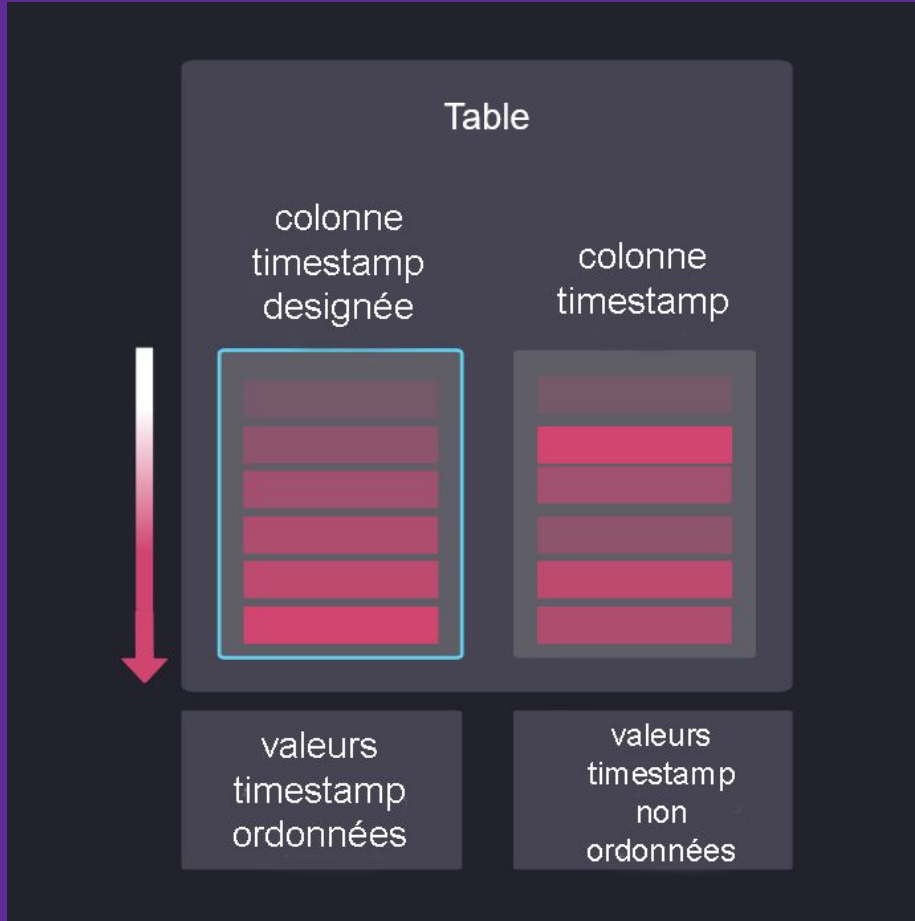 Table
colonne
timestamp
designée
colonne
timestamp
valeurs
timestamp
ordonnées
valeurs
timestamp
non
ordonnées